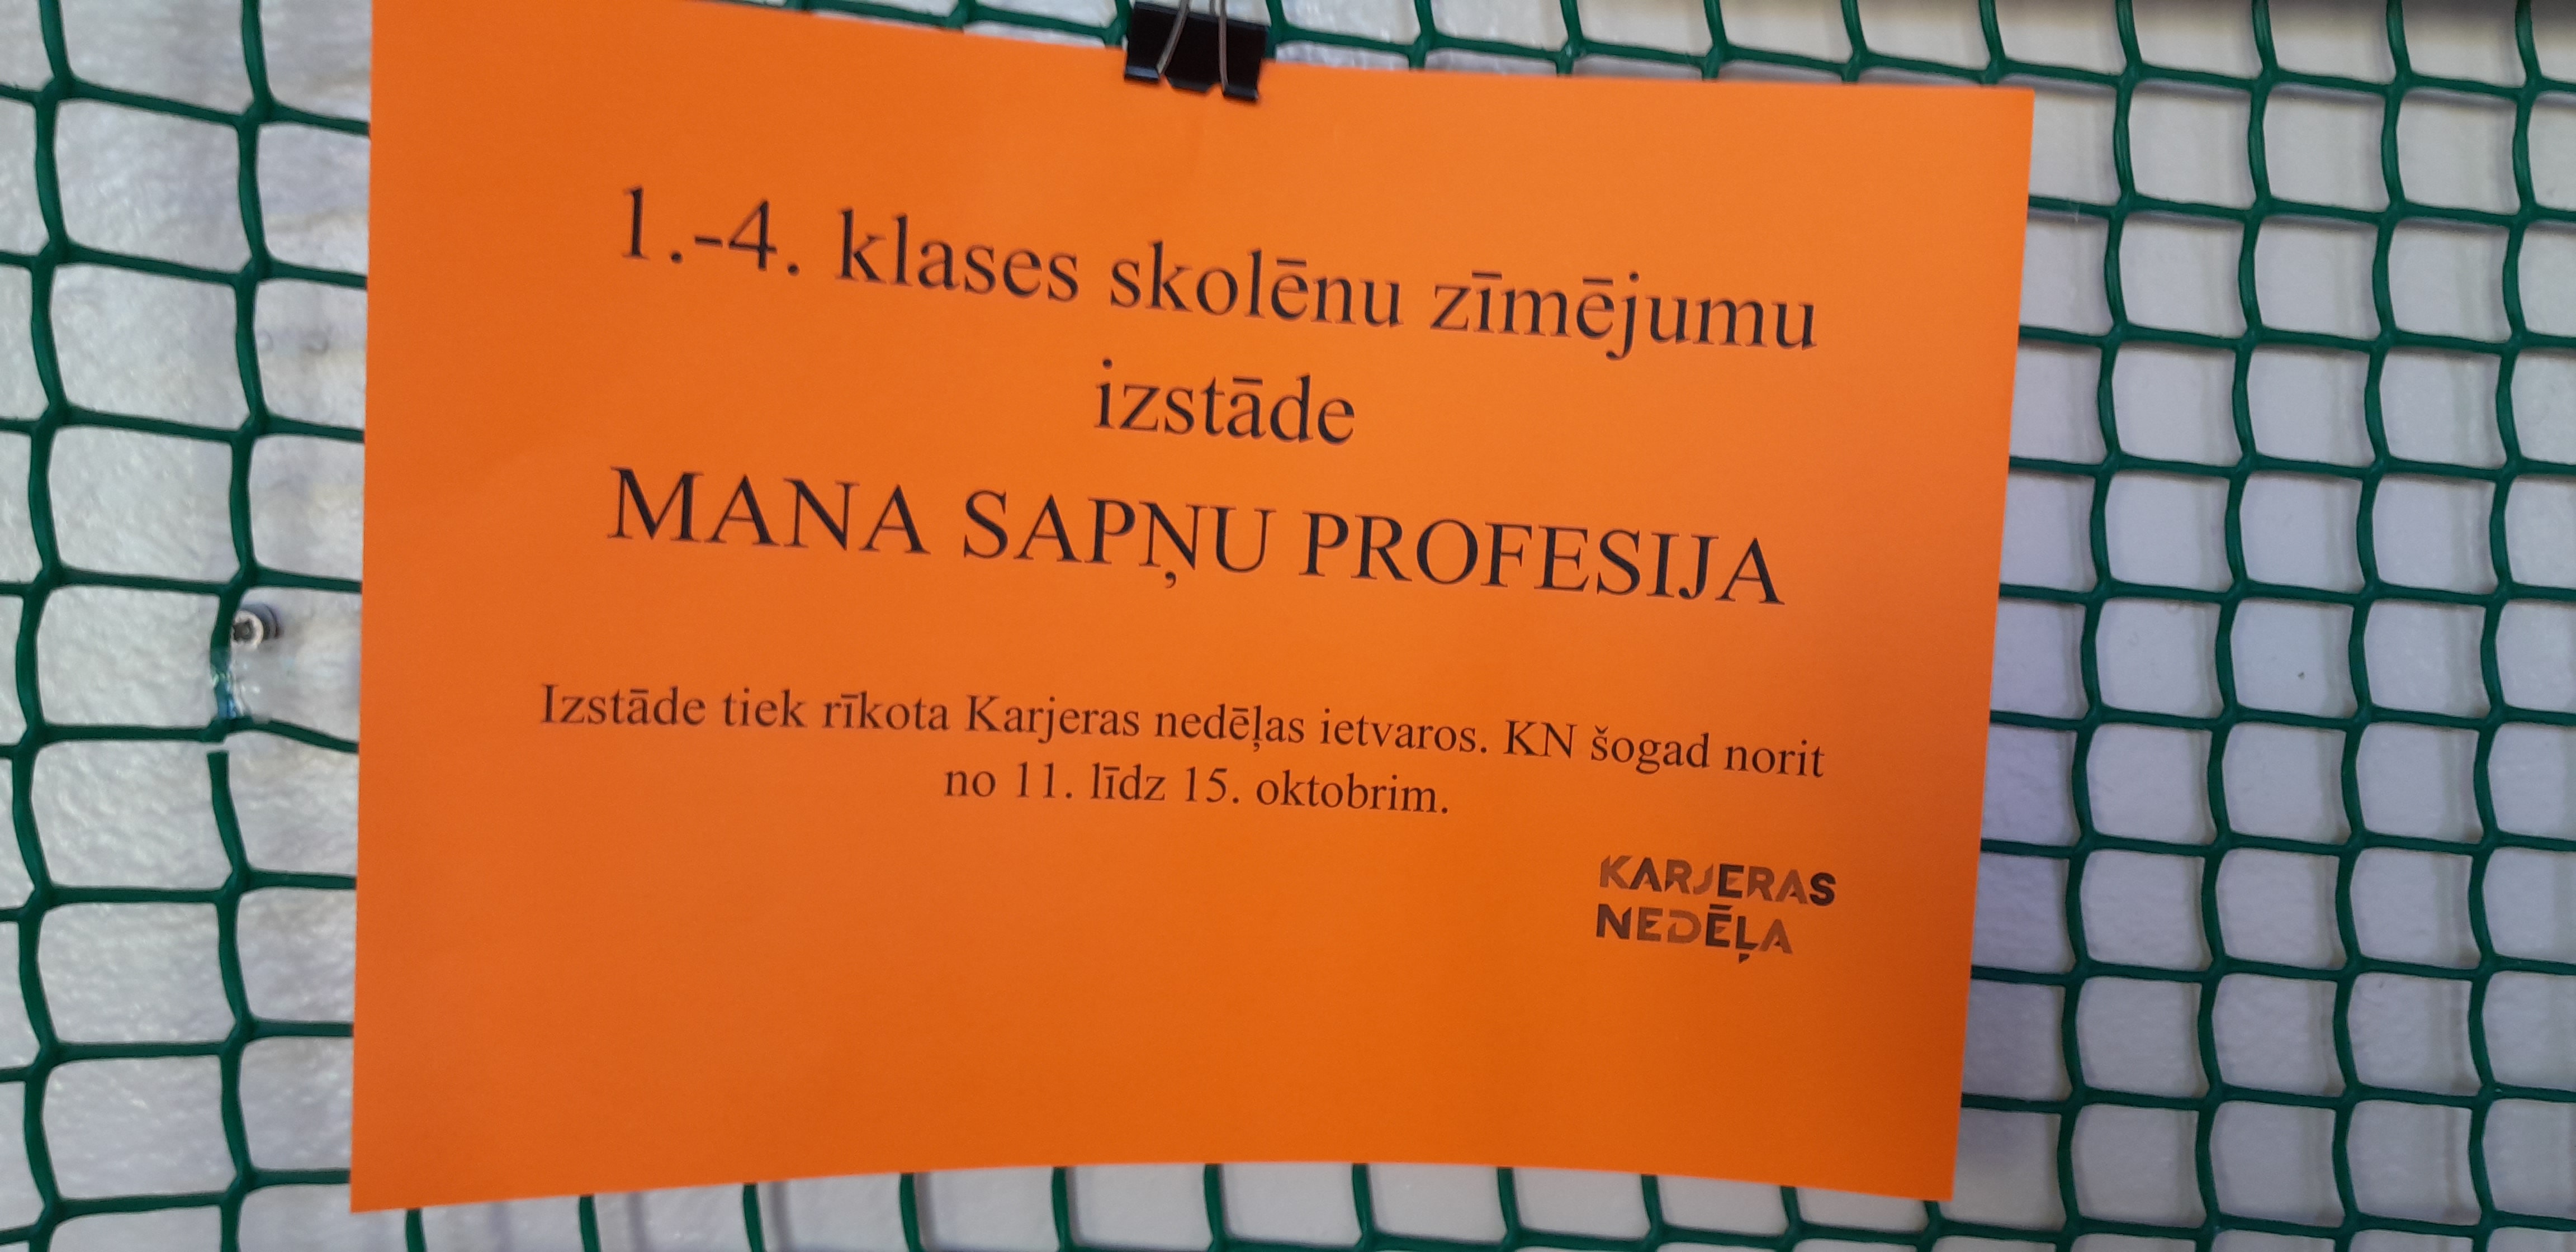 1.-4. klases skolēnu zīmējumu
izstāde
MANA SAPŅU PROFESIJA
Izstāde tiek rīkota Karjeras nedēļas ietvaros. KN šogad norit
no 11. līdz 15. oktobrim.
KARJERAS
NEDĒĻA